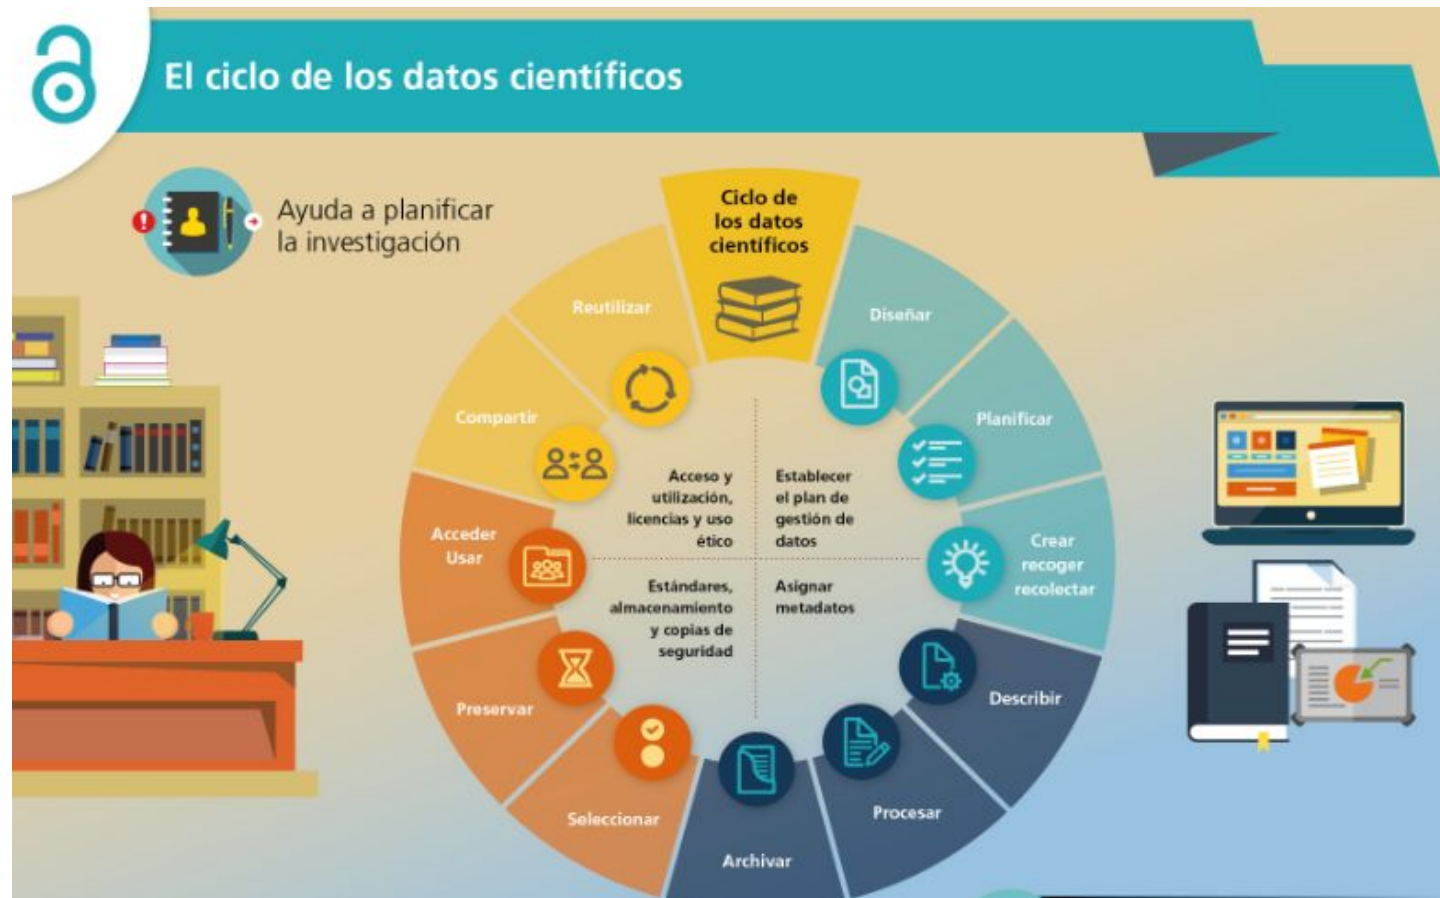 El ciclo de los datos científicos
Ayuda a planificar
la investigación
Ciclo de
los datos
científicos
Diseñar
Planificar
Crear
recoger
recolectar
Describir
Procesar
Archivar
Seleccionar
Preservar
Acceder
Usar
Compartir
Reutilizar
Acceso y
utilización,
licencias y uso
ético
Establecer
el plan de
gestión de
datos
Estándares,
almacenamiento
y copias de
seguridad
Asignar
metadatos